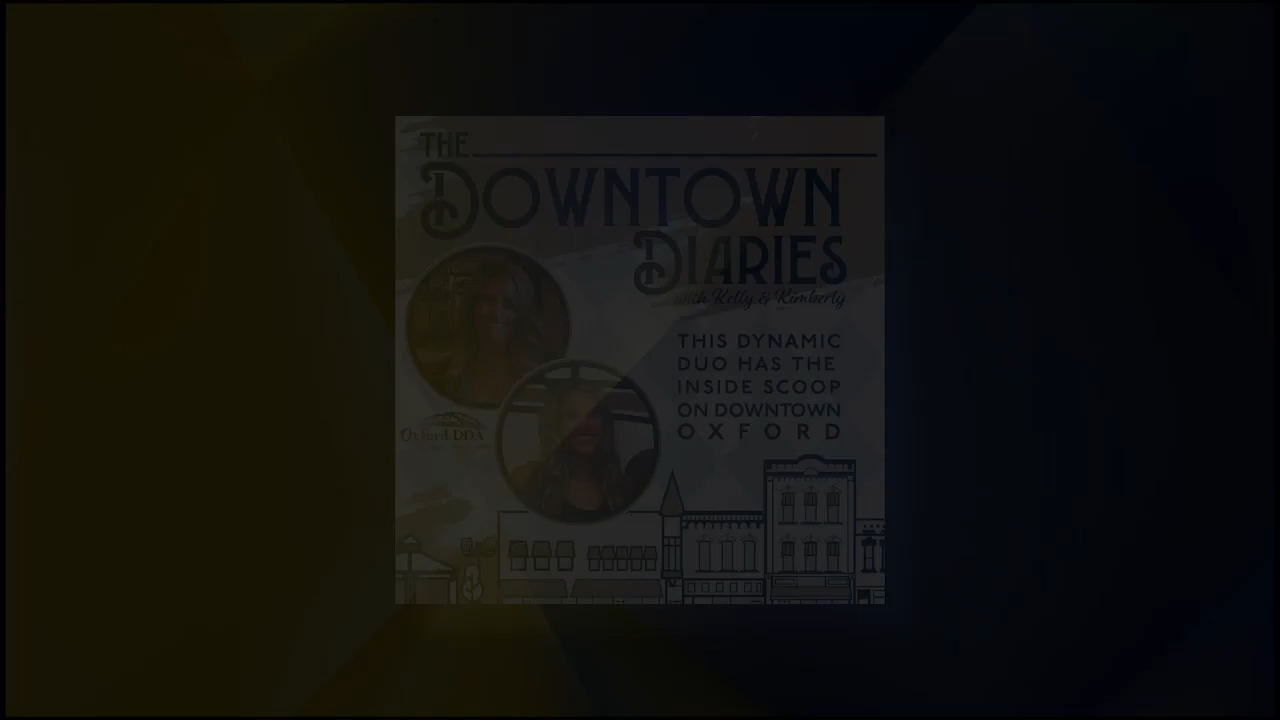 THE
DOWNTOWN
DIARIES
with Kelly & Kimberly
THIS DYNAMIC
DUO HAS THE
INSIDE SCOOP
ON DOWNTOWN
OXFORD
Oxford DDA